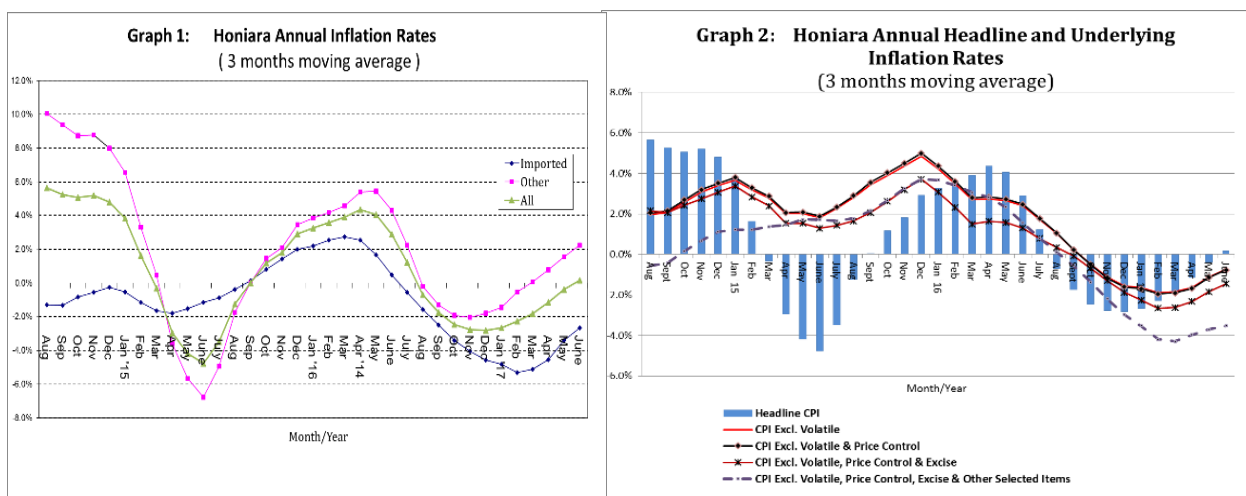 Graph 1: Honiara Annual Inflation Rates
( 3 months moving average )
12.0%
10.0%
8.0%
6.0%
4.0%
2.0%
0.0%
-2.0%
-4.0%
-6.0%
-8.0%
Imported
Other
All
Aug
Sep
Oct
Nov
Dec
Jan '15
Feb
Mar
Apr
May
June
Aug
Sep
Oct
Nov
Dec
Jan '16
Feb
Mar
Apr '14
May
June
July
Aug
Sep
Oct
Nov
Dec
Jan '17
Feb
Mar
Apr
May
June
Month/Year
Graph 2: Honiara Annual Headline and Underlying
Inflation Rates
(3 months moving average)
8.0%
6.0%
4.0%
2.0%
0.0%
-2.0%
-4.0%
-6.0%
Aug
Sept
Oct
Nov
Dec
Jan 15
Feb
Mar
Apr
May
June
July
Aug
Sept
Oct
Nov
Dec
Jan 16
Feb
Mar
Apr
May
June
July
Sept
Dec
Feb
Apr
June
Month/Year
Headline CPI
CPI Excl. Volatile
CPI Excl. Volatile & Price Control
CPI Excl. Volatile, Price Control & Excise
CPI Excl. Volatile, Price Control, Excise & Other Selected Items